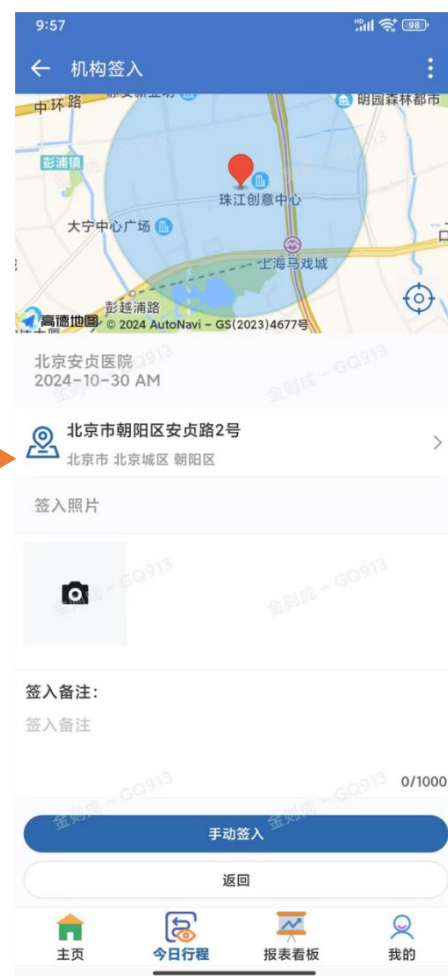 9:57
98
机构签入
中环路
明园森林都市
彭浦镇
珠江创意中心
大宁中心广场
上海马戏城
彭越浦路
高德地图 © 2024 AutoNavi – GS(2023)4677号
北京安贞医院
2024-10-30 AM
北京市朝阳区安贞路2号
北京市 北京城区 朝阳区
签入照片
金则成 - GQ913
签入备注:
签入备注
0/1000
手动签入
返回
主页
今日行程
报表看板
我的